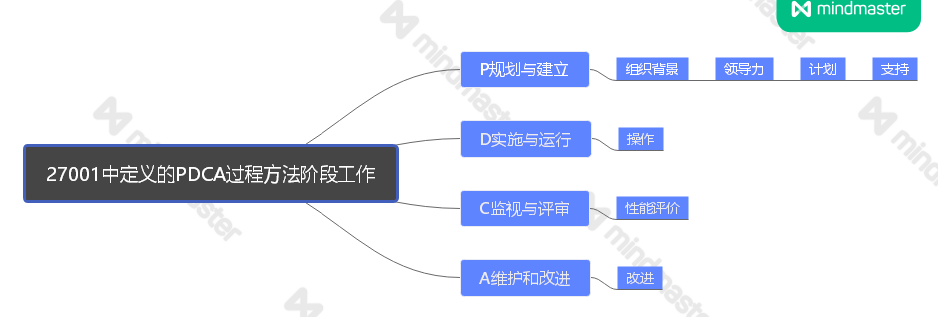 mindmaster
P规划与建立 组织背景 领导力 计划 支持
D实施与运行 操作
27001中定义的PDCA过程方法阶段工作
C监视与评审 性能评价
A维护和改进 改进
mindmaster
mindmaster
mindmaster
mindmaster